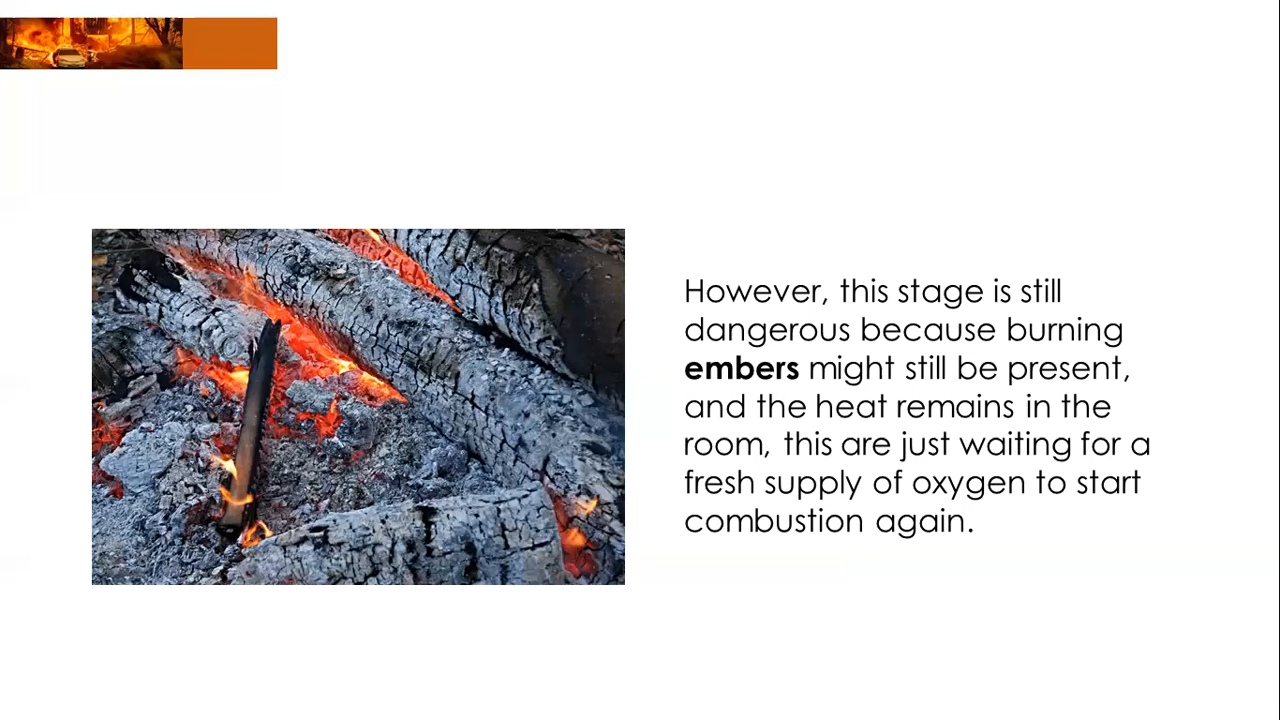 However, this stage is still
dangerous because burning
embers might still be present,
and the heat remains in the
room, this are just waiting for a
fresh supply of oxygen to start
combustion again.